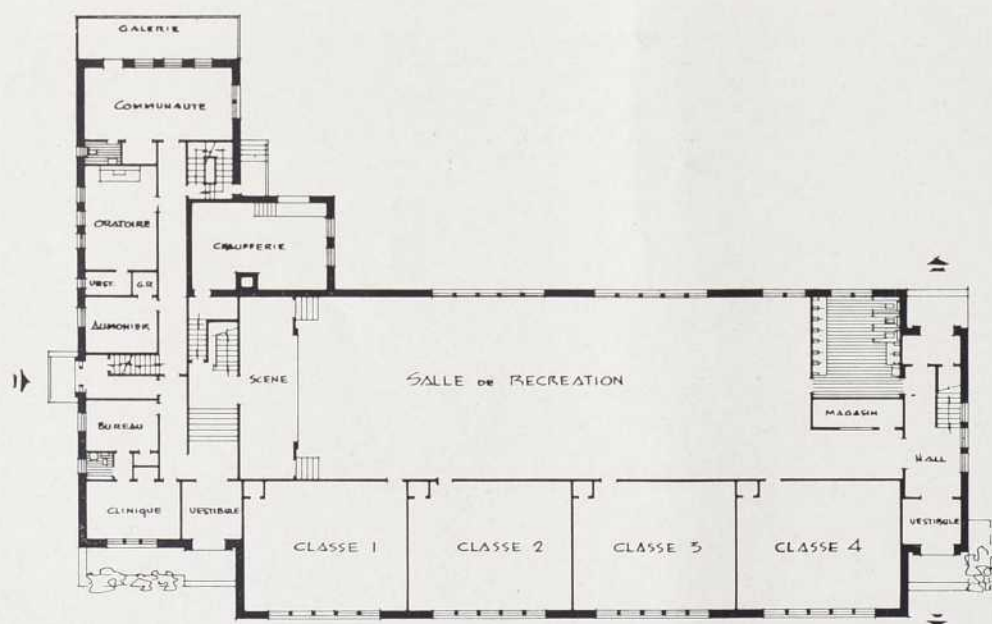 GALERIE
COMMUNAUTE
ORATOIRE
CHAUFFERIE
VEST.
G.R.
AUMONIER
SCENE
SALLE DE RECREATION
MAGASIN
BUREAU
HALL
CLINIQUE
VESTIBULE
CLASSE 1
CLASSE 2
CLASSE 3
CLASSE 4
VESTIBULE